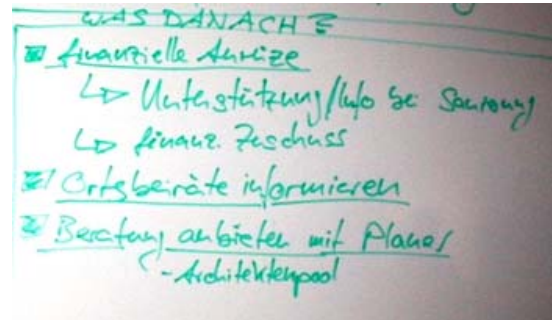 WAS DANACH?
finanzielle Anreize
↳ Unterstützung/Info bei Sanierung
↳ finanz. Zuschuss
Ortsbeiräte informieren
Beratung anbieten mit Planer
- Architektenpool